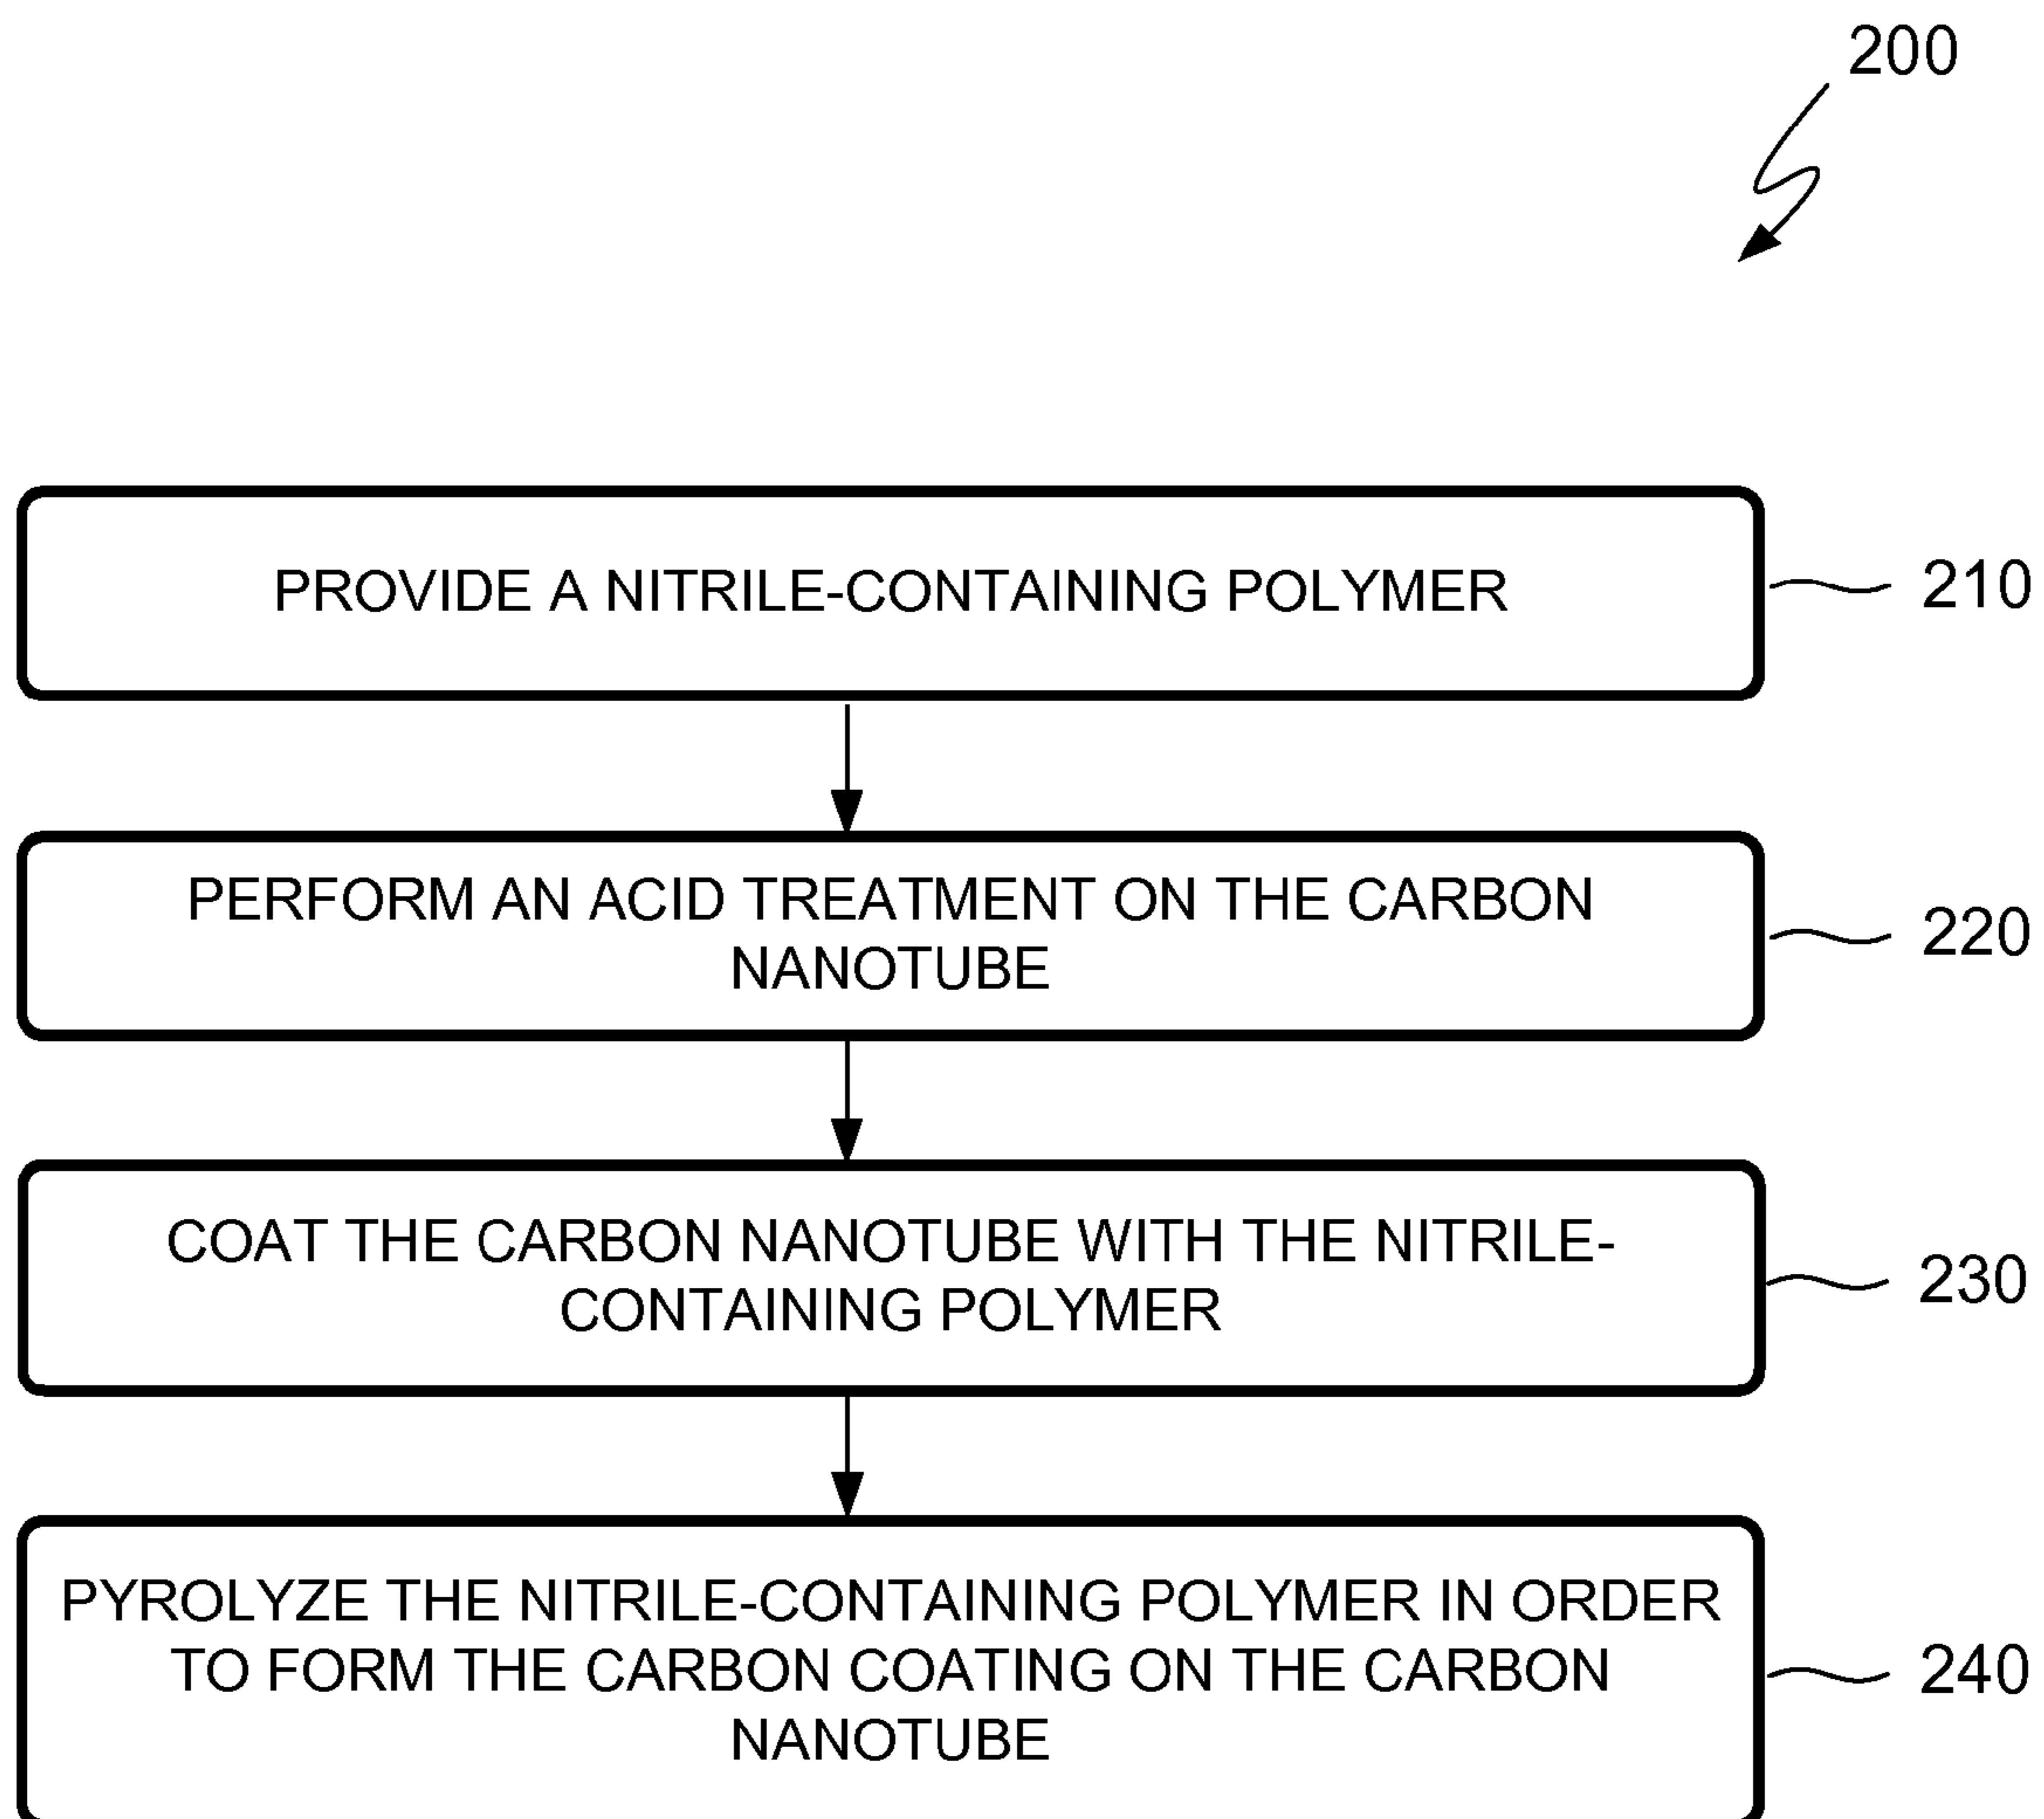 200
PROVIDE A NITRILE-CONTAINING POLYMER
210
PERFORM AN ACID TREATMENT ON THE CARBON
NANOTUBE
220
COAT THE CARBON NANOTUBE WITH THE NITRILE-
CONTAINING POLYMER
230
PYROLYZE THE NITRILE-CONTAINING POLYMER IN ORDER
TO FORM THE CARBON COATING ON THE CARBON
NANOTUBE
240